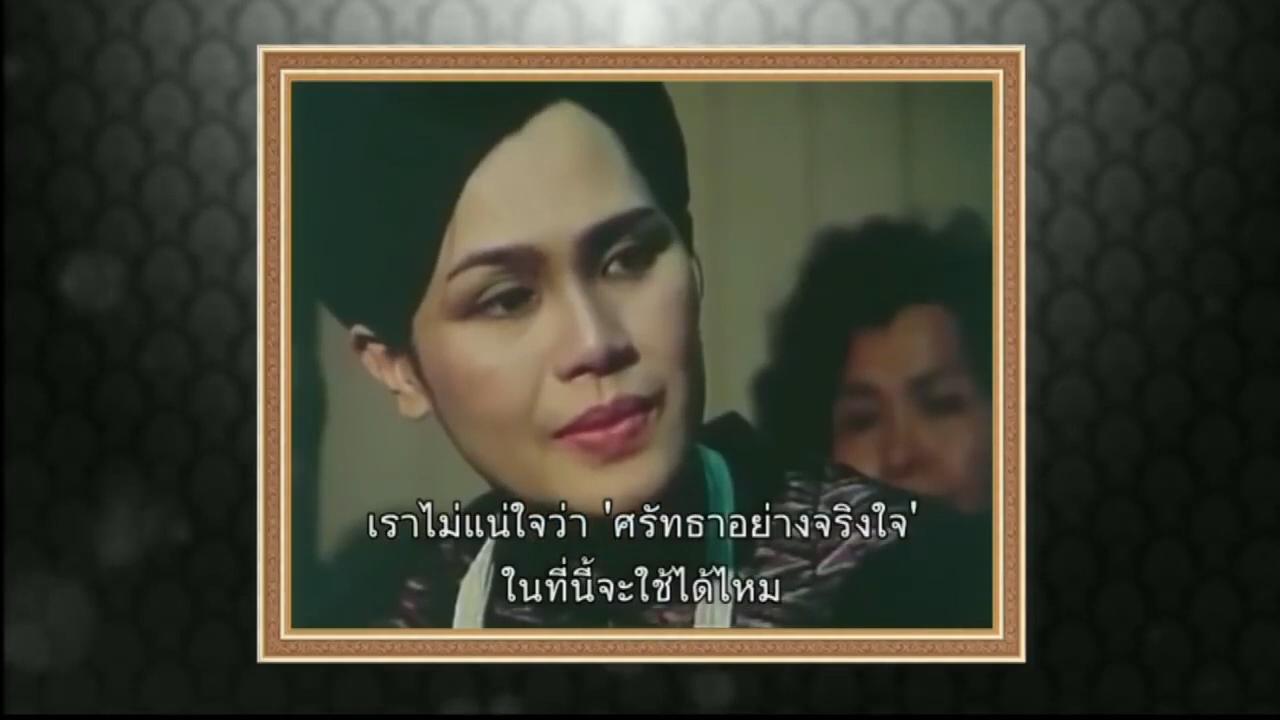 เราไม่แน่ใจว่า 'ศรัทธาอย่างจริงใจ'
ในที่นี้จะใช้ได้ไหม